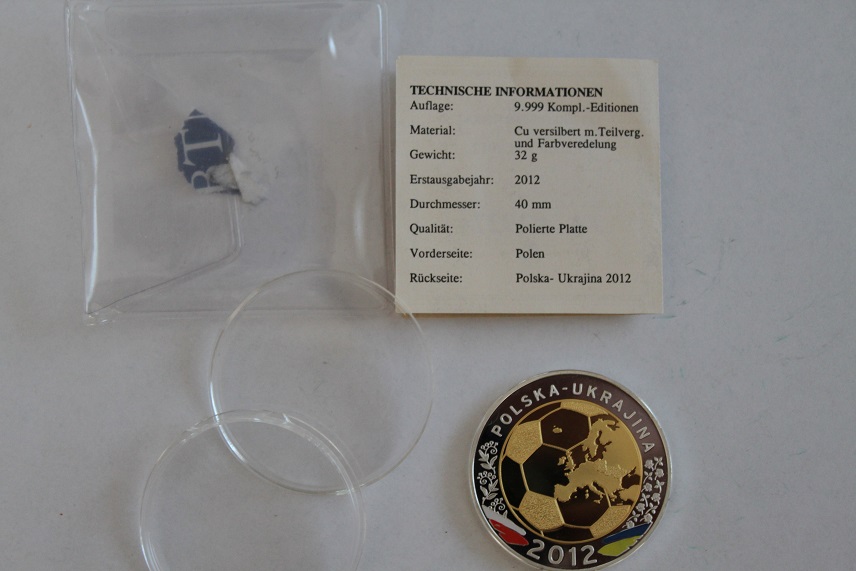 TECHNISCHE INFORMATIONEN
Auflage: 9.999 Kompl.-Editionen
Material: Cu versilbert m.Teilverg.
und Farbveredelung
Gewicht: 32 g
Erstausgabejahr: 2012
Durchmesser: 40 mm
Qualität: Polierte Platte
Vorderseite: Polen
Rückseite: Polska- Ukrajina 2012
POLSKA-UKRAJINA
2012